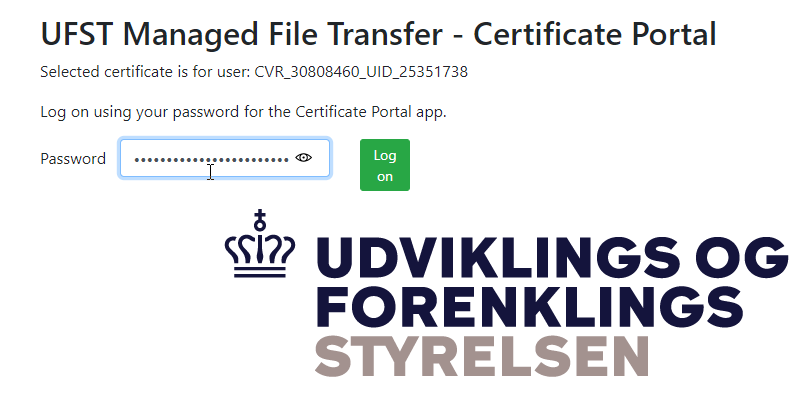 UFST Managed File Transfer - Certificate Portal
Selected certificate is for user: CVR_30808460_UID_25351738
Log on using your password for the Certificate Portal app.
Password
Log
on
UDVIKLINGS OG
FORENKLINGS
STYRELSEN